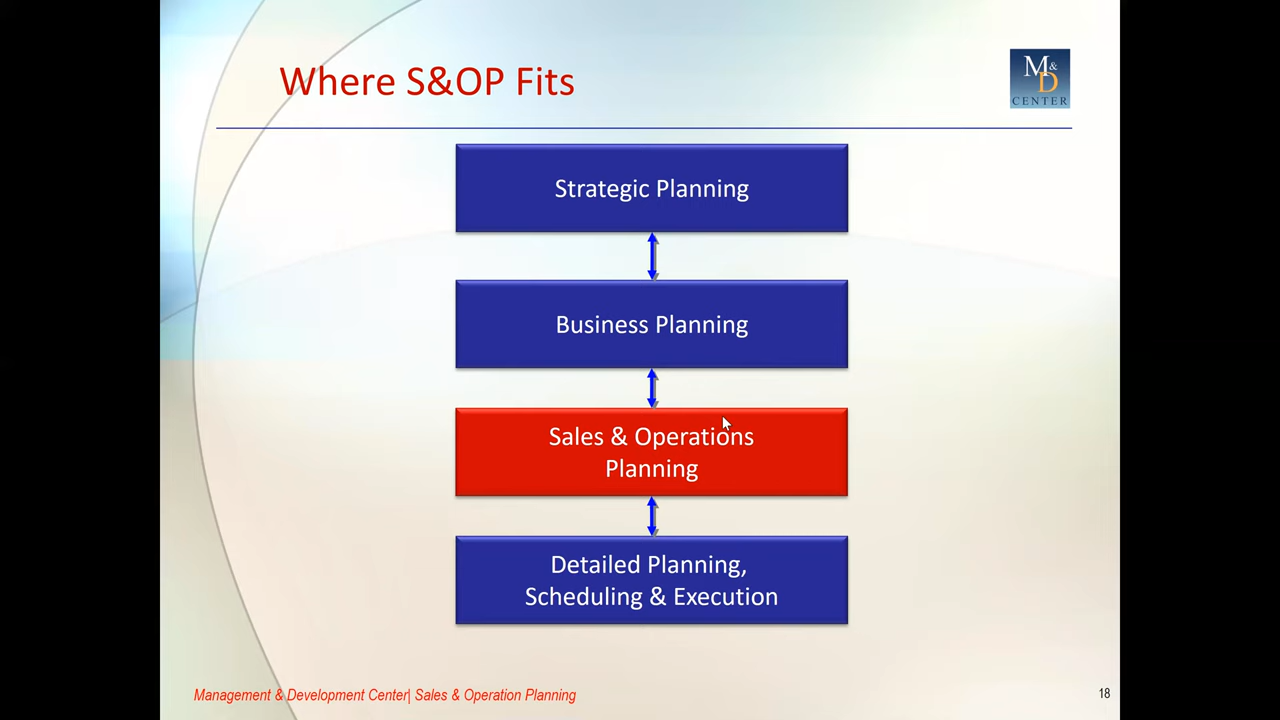 Where S&OP Fits
M&
D
CENTER
Strategic Planning
Business Planning
Sales & Operations
Planning
Detailed Planning,
Scheduling & Execution
Management & Development Center| Sales & Operation Planning
18